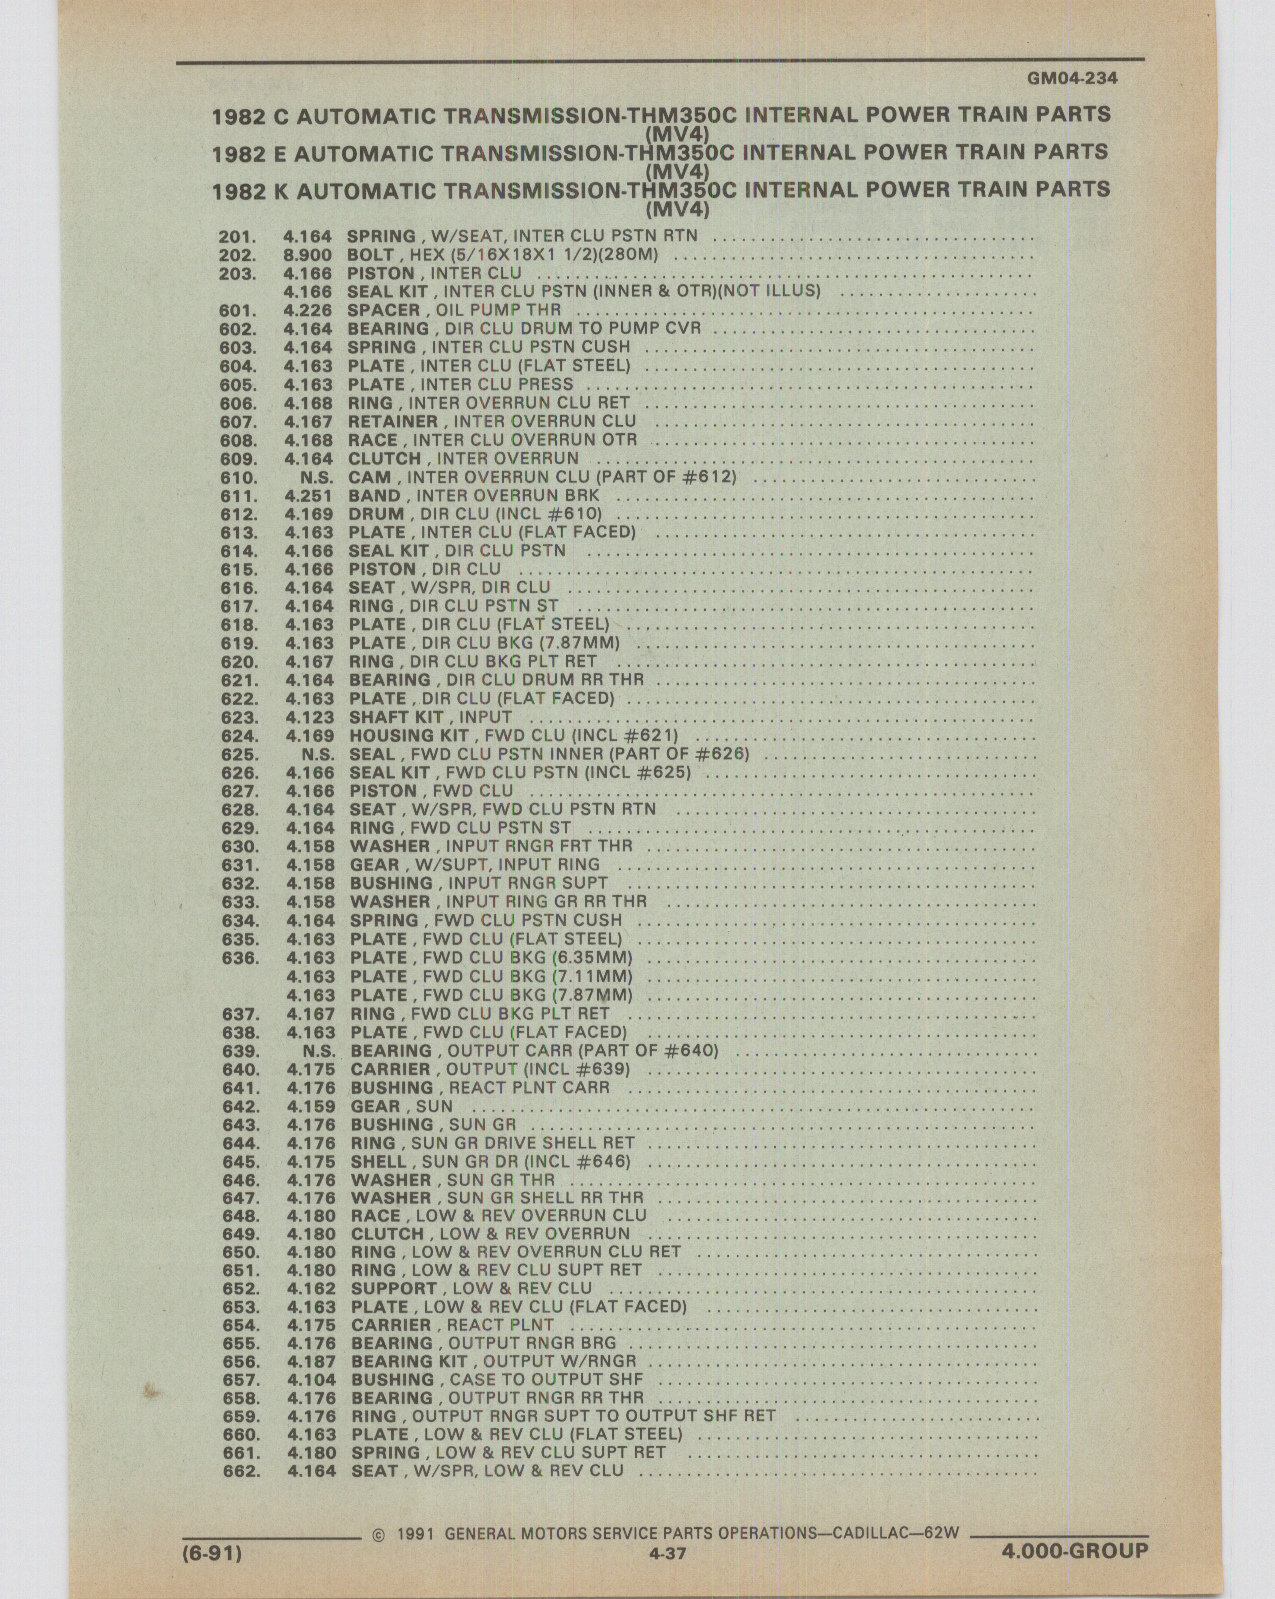 GM04-234
1982 C AUTOMATIC TRANSMISSION-THM350C INTERNAL POWER TRAIN PARTS
(MV4)
1982 E AUTOMATIC TRANSMISSION-THM350C INTERNAL POWER TRAIN PARTS
(MV4)
1982 K AUTOMATIC TRANSMISSION-THM350C INTERNAL POWER TRAIN PARTS
(MV4)
201. 4.164 SPRING , W/SEAT, INTER CLU PSTN RTN
202. 8.900 BOLT , HEX (5/16X18X1 1/2)(280M)
203. 4.166 PISTON , INTER CLU
4.166 SEAL KIT , INTER CLU PSTN (INNER & OTR)(NOT ILLUS)
601. 4.226 SPACER , OIL PUMP THR
602. 4.164 BEARING , DIR CLU DRUM TO PUMP CVR
603. 4.164 SPRING , INTER CLU PSTN CUSH
604. 4.163 PLATE , INTER CLU (FLAT STEEL)
605. 4.163 PLATE , INTER CLU PRESS
606. 4.168 RING , INTER OVERRUN CLU RET
607. 4.167 RETAINER , INTER OVERRUN CLU
608. 4.168 RACE , INTER CLU OVERRUN OTR
609. 4.164 CLUTCH , INTER OVERRUN
610. N.S. CAM , INTER OVERRUN CLU (PART OF #612)
611. 4.251 BAND , INTER OVERRUN BRK
612. 4.169 DRUM , DIR CLU (INCL #610)
613. 4.163 PLATE , INTER CLU (FLAT FACED)
614. 4.166 SEAL KIT , DIR CLU PSTN
615. 4.166 PISTON , DIR CLU
616. 4.164 SEAT , W/SPR, DIR CLU
617. 4.164 RING , DIR CLU PSTN ST
618. 4.163 PLATE , DIR CLU (FLAT STEEL)
619. 4.163 PLATE , DIR CLU BKG (7.87MM)
620. 4.167 RING , DIR CLU BKG PLT RET
621. 4.164 BEARING , DIR CLU DRUM RR THR
622. 4.163 PLATE , DIR CLU (FLAT FACED)
623. 4.123 SHAFT KIT , INPUT
624. 4.169 HOUSING KIT , FWD CLU (INCL #621)
625. N.S. SEAL , FWD CLU PSTN INNER (PART OF #626)
626. 4.166 SEAL KIT , FWD CLU PSTN (INCL #625)
627. 4.166 PISTON , FWD CLU
628. 4.164 SEAT , W/SPR, FWD CLU PSTN RTN
629. 4.164 RING , FWD CLU PSTN ST
630. 4.158 WASHER , INPUT RNGR FRT THR
631. 4.158 GEAR , W/SUPT, INPUT RING
632. 4.158 BUSHING , INPUT RNGR SUPT
633. 4.158 WASHER , INPUT RING GR RR THR
634. 4.164 SPRING , FWD CLU PSTN CUSH
635. 4.163 PLATE , FWD CLU (FLAT STEEL)
636. 4.163 PLATE , FWD CLU BKG (6.35MM)
4.163 PLATE , FWD CLU BKG (7.11MM)
4.163 PLATE , FWD CLU BKG (7.87MM)
637. 4.167 RING , FWD CLU BKG PLT RET
638. 4.163 PLATE , FWD CLU (FLAT FACED)
639. N.S. BEARING , OUTPUT CARR (PART OF #640)
640. 4.175 CARRIER , OUTPUT (INCL #639)
641. 4.176 BUSHING , REACT PLNT CARR
642. 4.159 GEAR , SUN
643. 4.176 BUSHING , SUN GR
644. 4.176 RING , SUN GR DRIVE SHELL RET
645. 4.175 SHELL , SUN GR DR (INCL #646)
646. 4.176 WASHER , SUN GR THR
647. 4.176 WASHER , SUN GR SHELL RR THR
648. 4.180 RACE , LOW & REV OVERRUN CLU
649. 4.180 CLUTCH , LOW & REV OVERRUN
650. 4.180 RING , LOW & REV OVERRUN CLU RET
651. 4.180 RING , LOW & REV CLU SUPT RET
652. 4.162 SUPPORT , LOW & REV CLU
653. 4.163 PLATE , LOW & REV CLU (FLAT FACED)
654. 4.175 CARRIER , REACT PLNT
655. 4.176 BEARING , OUTPUT RNGR BRG
656. 4.187 BEARING KIT , OUTPUT W/RNGR
657. 4.104 BUSHING , CASE TO OUTPUT SHF
658. 4.176 BEARING , OUTPUT RNGR RR THR
659. 4.176 RING , OUTPUT RNGR SUPT TO OUTPUT SHF RET
660. 4.163 PLATE , LOW & REV CLU (FLAT STEEL)
661. 4.180 SPRING , LOW & REV CLU SUPT RET
662. 4.164 SEAT , W/SPR, LOW & REV CLU
© 1991 GENERAL MOTORS SERVICE PARTS OPERATIONS—CADILLAC—62W
(6-91) 4-37 4.000-GROUP